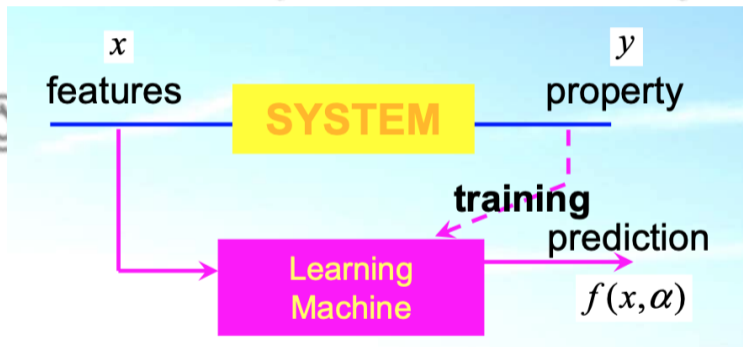 x
y
features
property
SYSTEM
training
prediction
Learning
Machine
f(x,α)